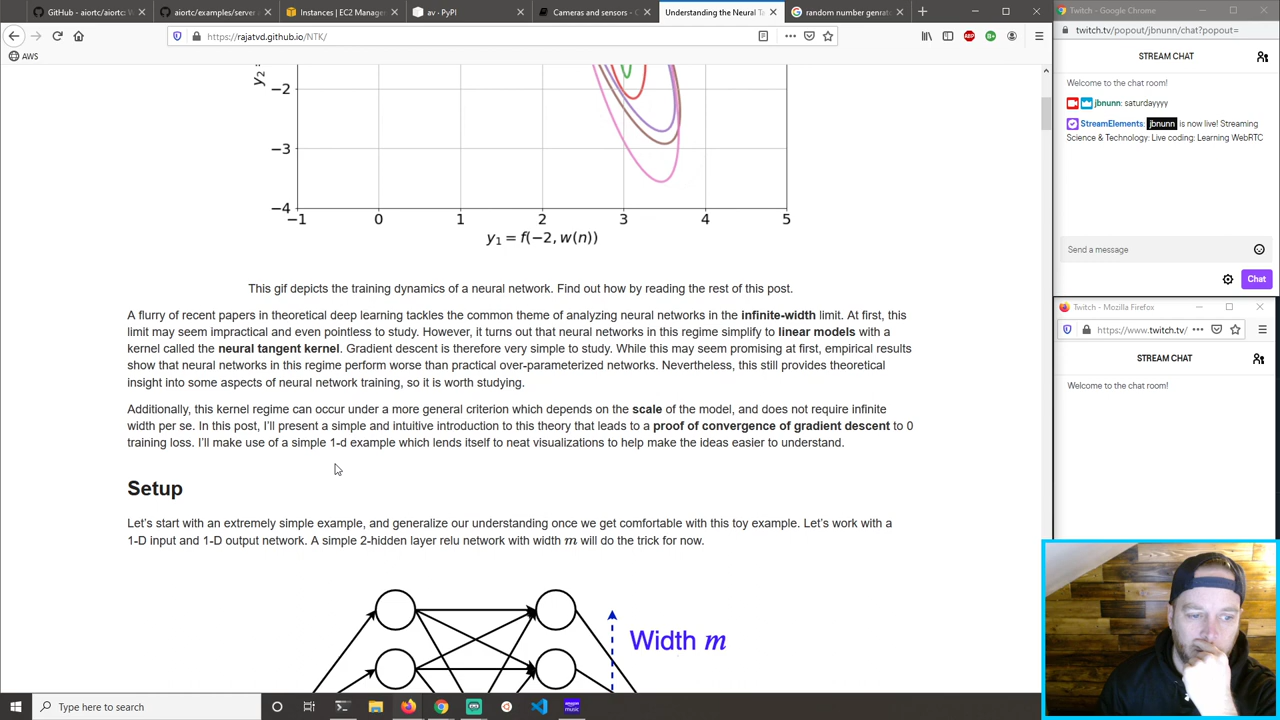 GitHub - aiortc/aiortc: W
aiortc/examples/server a
Instances | EC2 Manage
av · PyPI
Cameras and sensors - C
Understanding the Neural T
random number genrat
Twitch - Google Chrome
https://rajatvd.github.io/NTK/
twitch.tv/popout/jbnunn/chat?popout=
AWS
STREAM CHAT
Welcome to the chat room!
jbnunn: saturdayyyy
StreamElements: jbnunn is now live! Streaming
Science & Technology: Live coding: Learning WebRTC
Send a message
Chat
Twitch - Mozilla Firefox
https://www.twitch.tv/
STREAM CHAT
Welcome to the chat room!
y2 =
−2
−3
−4
−1 0 1 2 3 4 5
y1 = f(−2, w(n))
This gif depicts the training dynamics of a neural network. Find out how by reading the rest of this post.
A flurry of recent papers in theoretical deep learning tackles the common theme of analyzing neural networks in the infinite-width limit. At first, this
limit may seem impractical and even pointless to study. However, it turns out that neural networks in this regime simplify to linear models with a
kernel called the neural tangent kernel. Gradient descent is therefore very simple to study. While this may seem promising at first, empirical results
show that neural networks in this regime perform worse than practical over-parameterized networks. Nevertheless, this still provides theoretical
insight into some aspects of neural network training, so it is worth studying.
Additionally, this kernel regime can occur under a more general criterion which depends on the scale of the model, and does not require infinite
width per se. In this post, I'll present a simple and intuitive introduction to this theory that leads to a proof of convergence of gradient descent to 0
training loss. I'll make use of a simple 1-d example which lends itself to neat visualizations to help make the ideas easier to understand.
Setup
Let's start with an extremely simple example, and generalize our understanding once we get comfortable with this toy example. Let's work with a
1-D input and 1-D output network. A simple 2-hidden layer relu network with width m will do the trick for now.
Width m
Type here to search